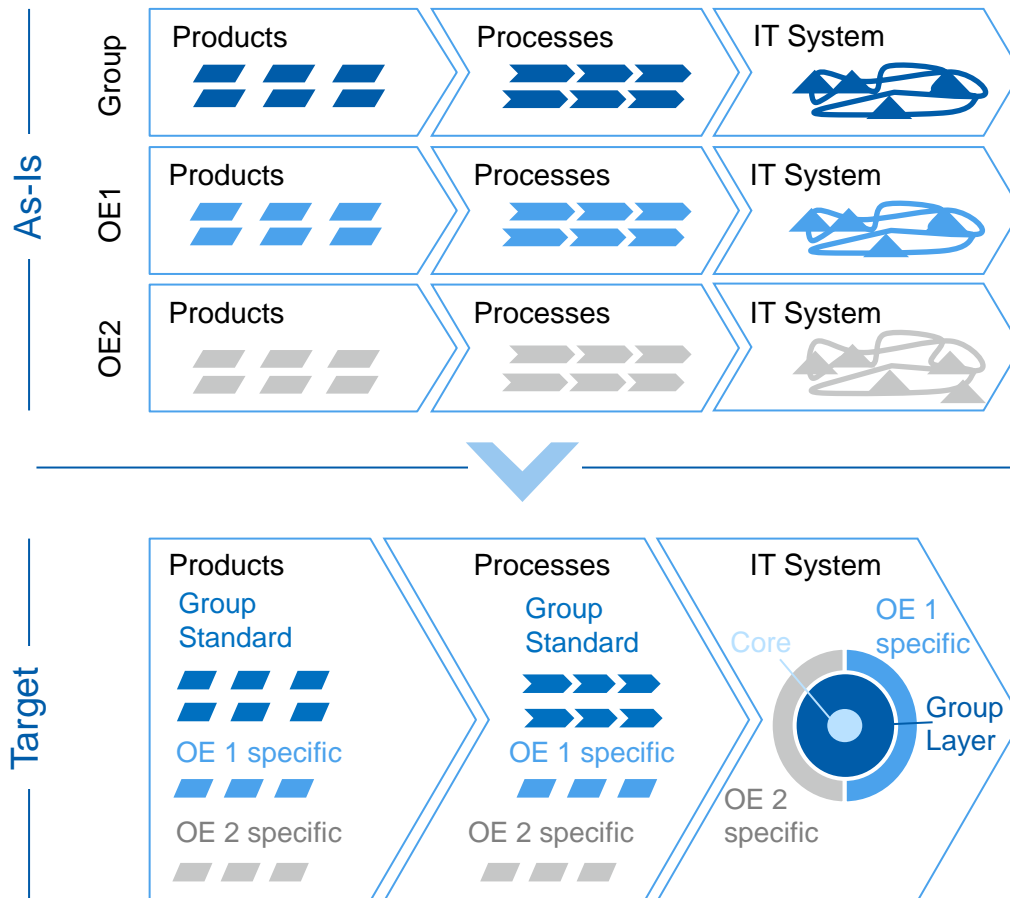 As-Is
Group
Products
Processes
IT System
OE1
Products
Processes
IT System
OE2
Products
Processes
IT System
Target
Products
Group
Standard
OE 1 specific
OE 2 specific
Processes
Group
Standard
OE 1 specific
OE 2 specific
IT System
OE 1
specific
Core
Group
Layer
OE 2
specific